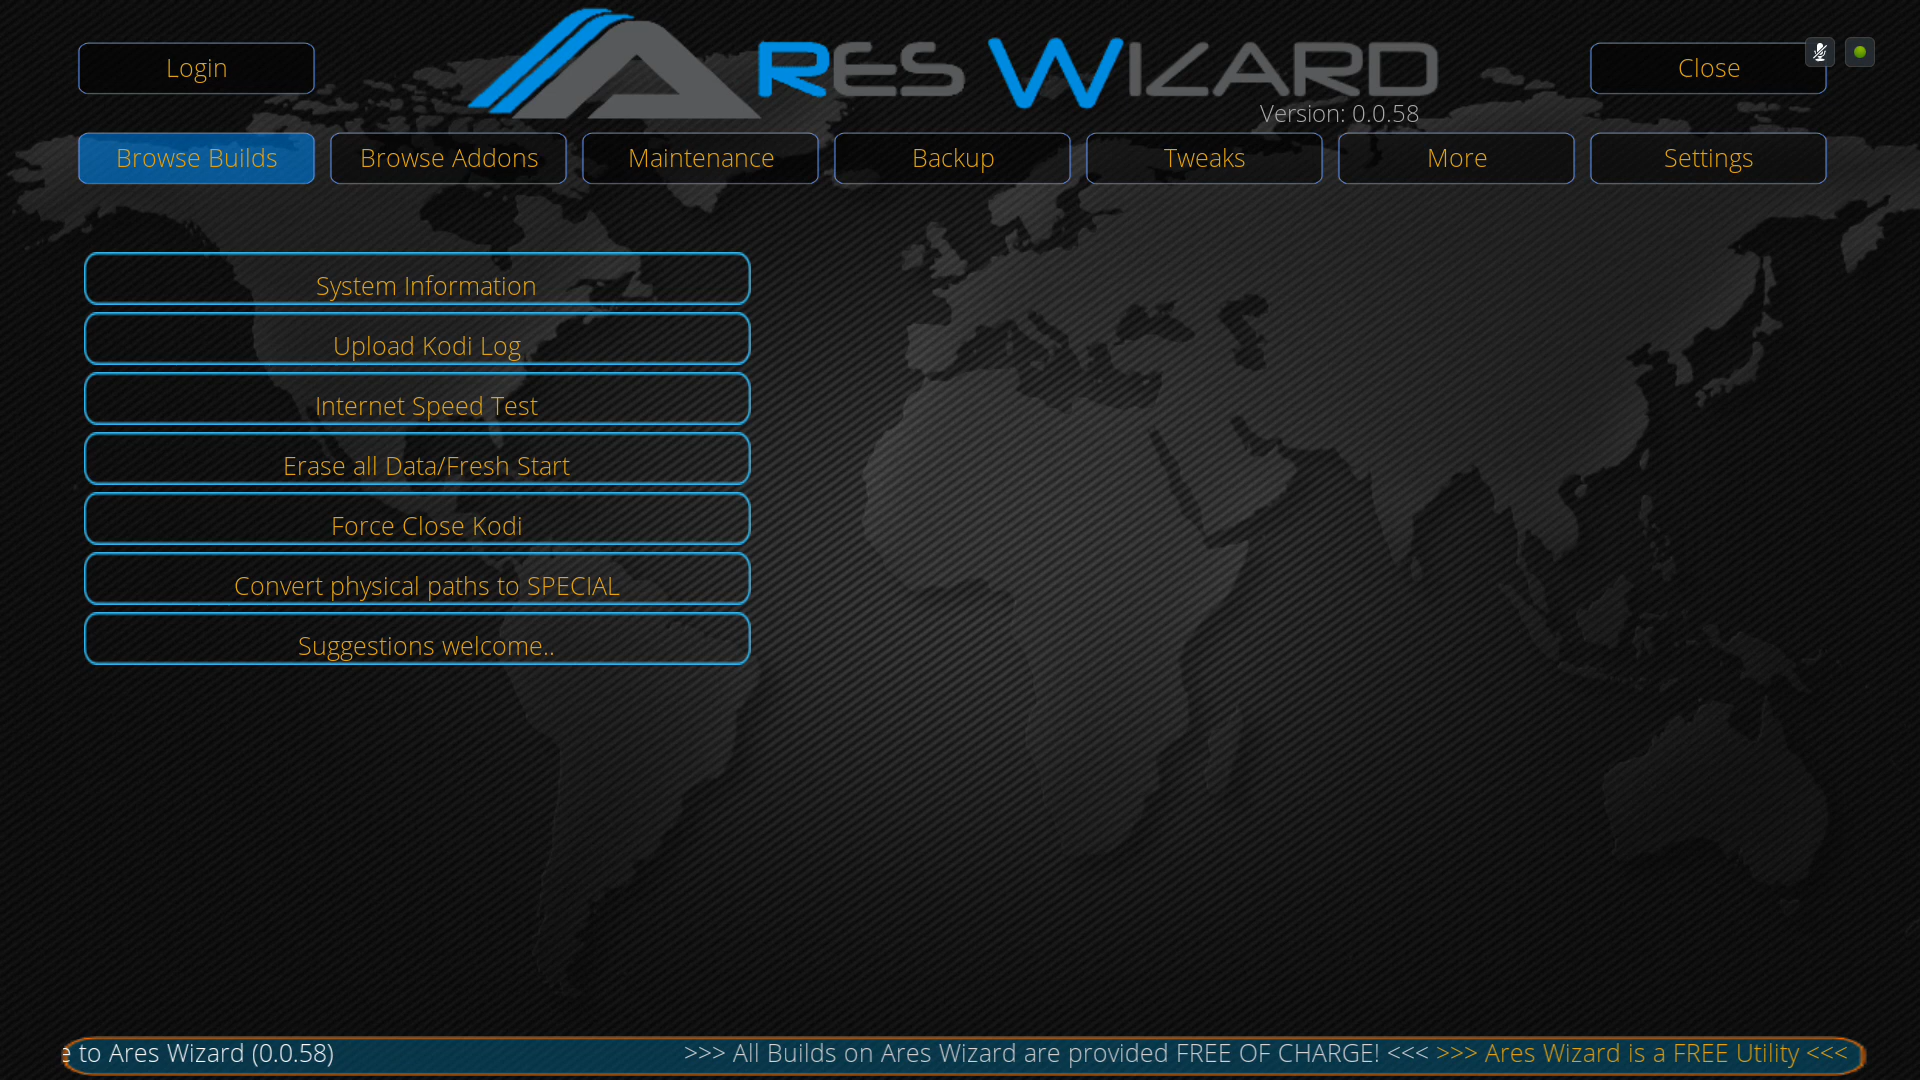 Login
ARES WIZARD
Close
Version: 0.0.58
Browse Builds
Browse Addons
Maintenance
Backup
Tweaks
More
Settings
System Information
Upload Kodi Log
Internet Speed Test
Erase all Data/Fresh Start
Force Close Kodi
Convert physical paths to SPECIAL
Suggestions welcome..
e to Ares Wizard (0.0.58) >>> All Builds on Ares Wizard are provided FREE OF CHARGE! <<< >>> Ares Wizard is a FREE Utility <<<